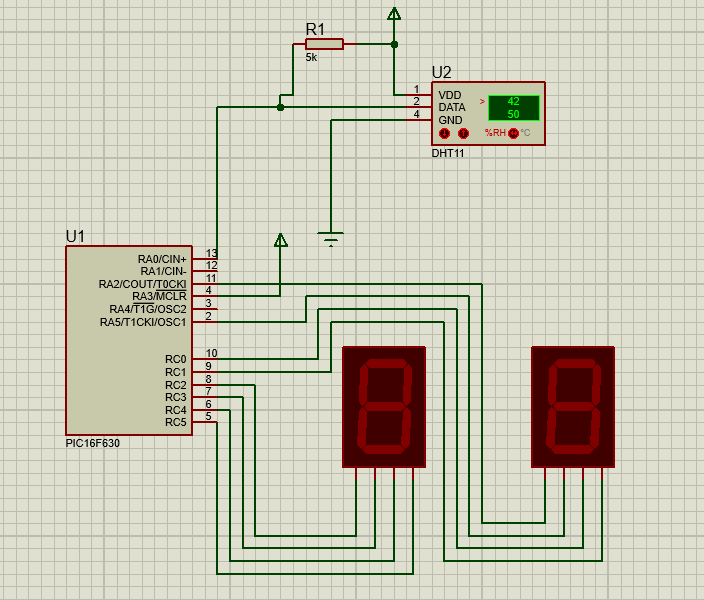 R1
5k
U2
1 VDD
2 DATA
4 GND
>
42
50
%RH °C
DHT11
U1
RA0/CIN+ 13
RA1/CIN- 12
RA2/COUT/T0CKI 11
RA3/MCLR 4
RA4/T1G/OSC2 3
RA5/T1CKI/OSC1 2
RC0 10
RC1 9
RC2 8
RC3 7
RC4 6
RC5 5
PIC16F630